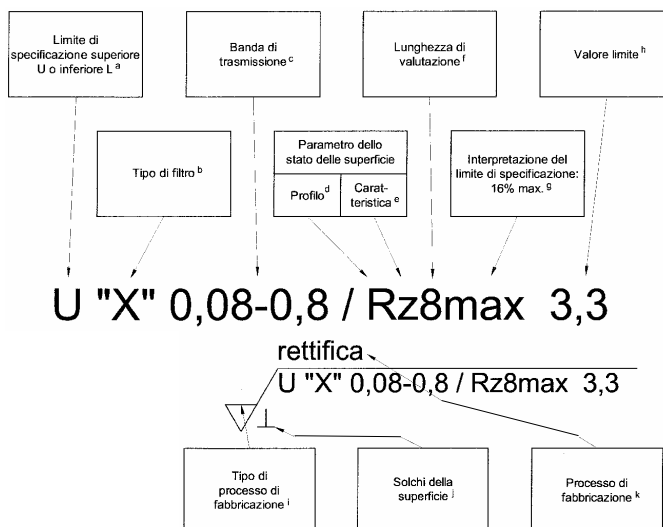 Limite di
specificazione superiore
U o inferiore L a
Banda di
trasmissione c
Lunghezza di
valutazione f
Valore limite h
Tipo di filtro b
Parametro dello
stato delle superficie
Profilo d
Carat-
teristica e
Interpretazione del
limite di specificazione:
16% max. g
U "X" 0,08-0,8 / Rz8max 3,3
rettifica
U "X" 0,08-0,8 / Rz8max 3,3
Tipo di
processo di
fabbricazione i
Solchi della
superficie j
Processo di
fabbricazione k